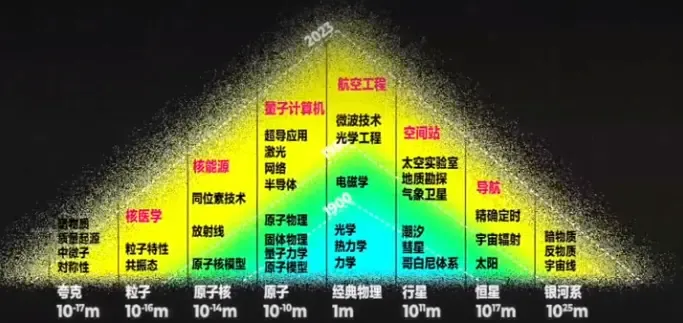 2023
1900
质量起源
中微子
对称性
夸克
10-17m
核医学
粒子特性
共振态
粒子
10-16m
核能源
同位素技术
放射线
原子核模型
原子核
10-14m
量子计算机
超导应用
激光
网络
半导体
原子物理
固体物理
量子力学
原子模型
原子
10-10m
航空工程
微波技术
光学工程
电磁学
光学
热力学
力学
经典物理
1m
空间站
太空实验室
地质勘探
气象卫星
潮汐
彗星
哥白尼体系
行星
1011m
导航
精确定时
宇宙辐射
太阳
恒星
1017m
暗物质
反物质
宇宙线
银河系
1025m